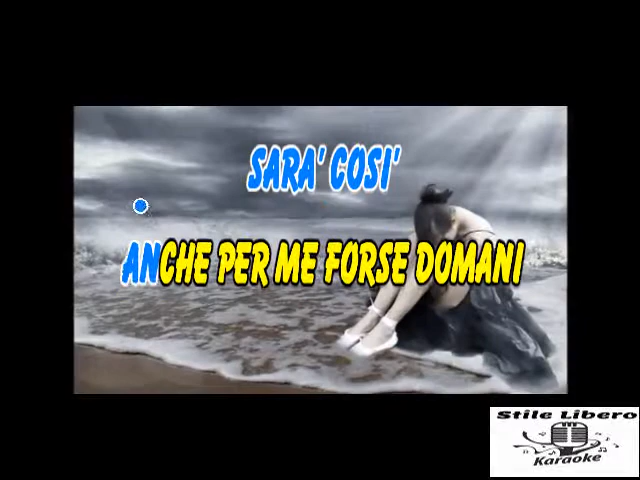 SARA' COSI'
ANCHE PER ME FORSE DOMANI
Stile Libero
Karaoke